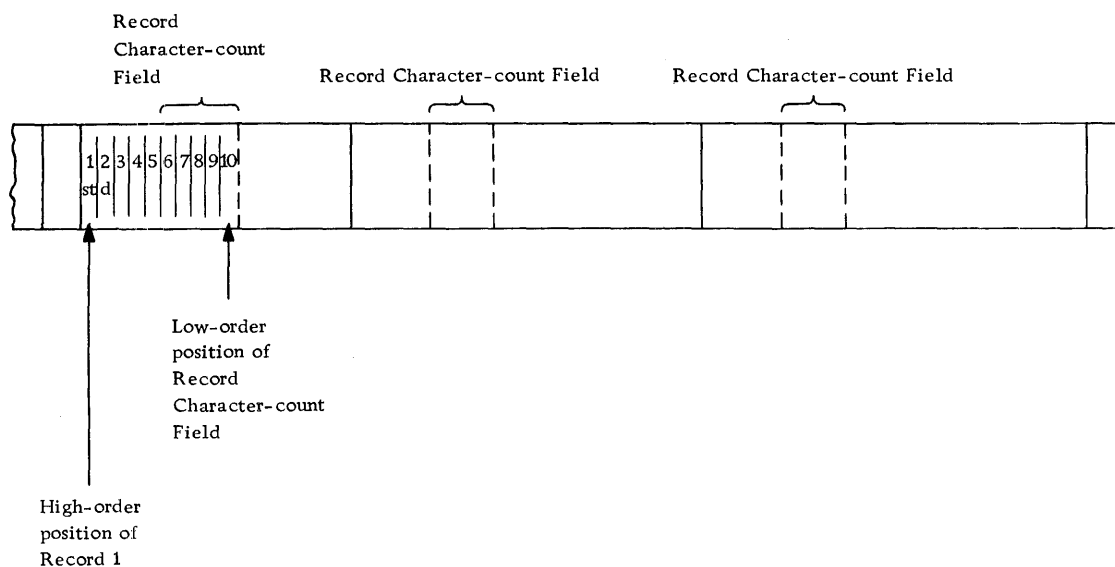 Record
Character-count
Field
Record Character-count Field
Record Character-count Field
1 2 3 4 5 6 7 8 9 10
st d
Low-order
position of
Record
Character-count
Field
High-order
position of
Record 1